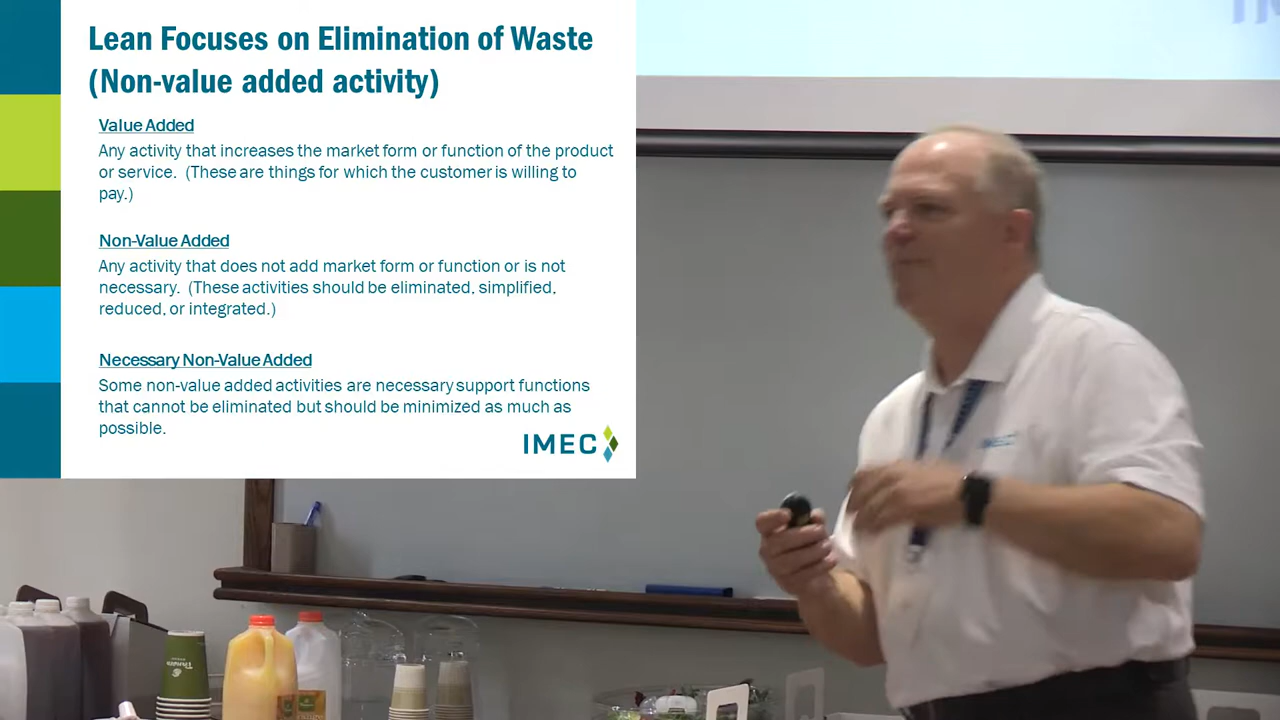 Lean Focuses on Elimination of Waste
(Non-value added activity)
Value Added
Any activity that increases the market form or function of the product
or service. (These are things for which the customer is willing to
pay.)
Non-Value Added
Any activity that does not add market form or function or is not
necessary. (These activities should be eliminated, simplified,
reduced, or integrated.)
Necessary Non-Value Added
Some non-value added activities are necessary support functions
that cannot be eliminated but should be minimized as much as
possible.
IMEC
IMEC